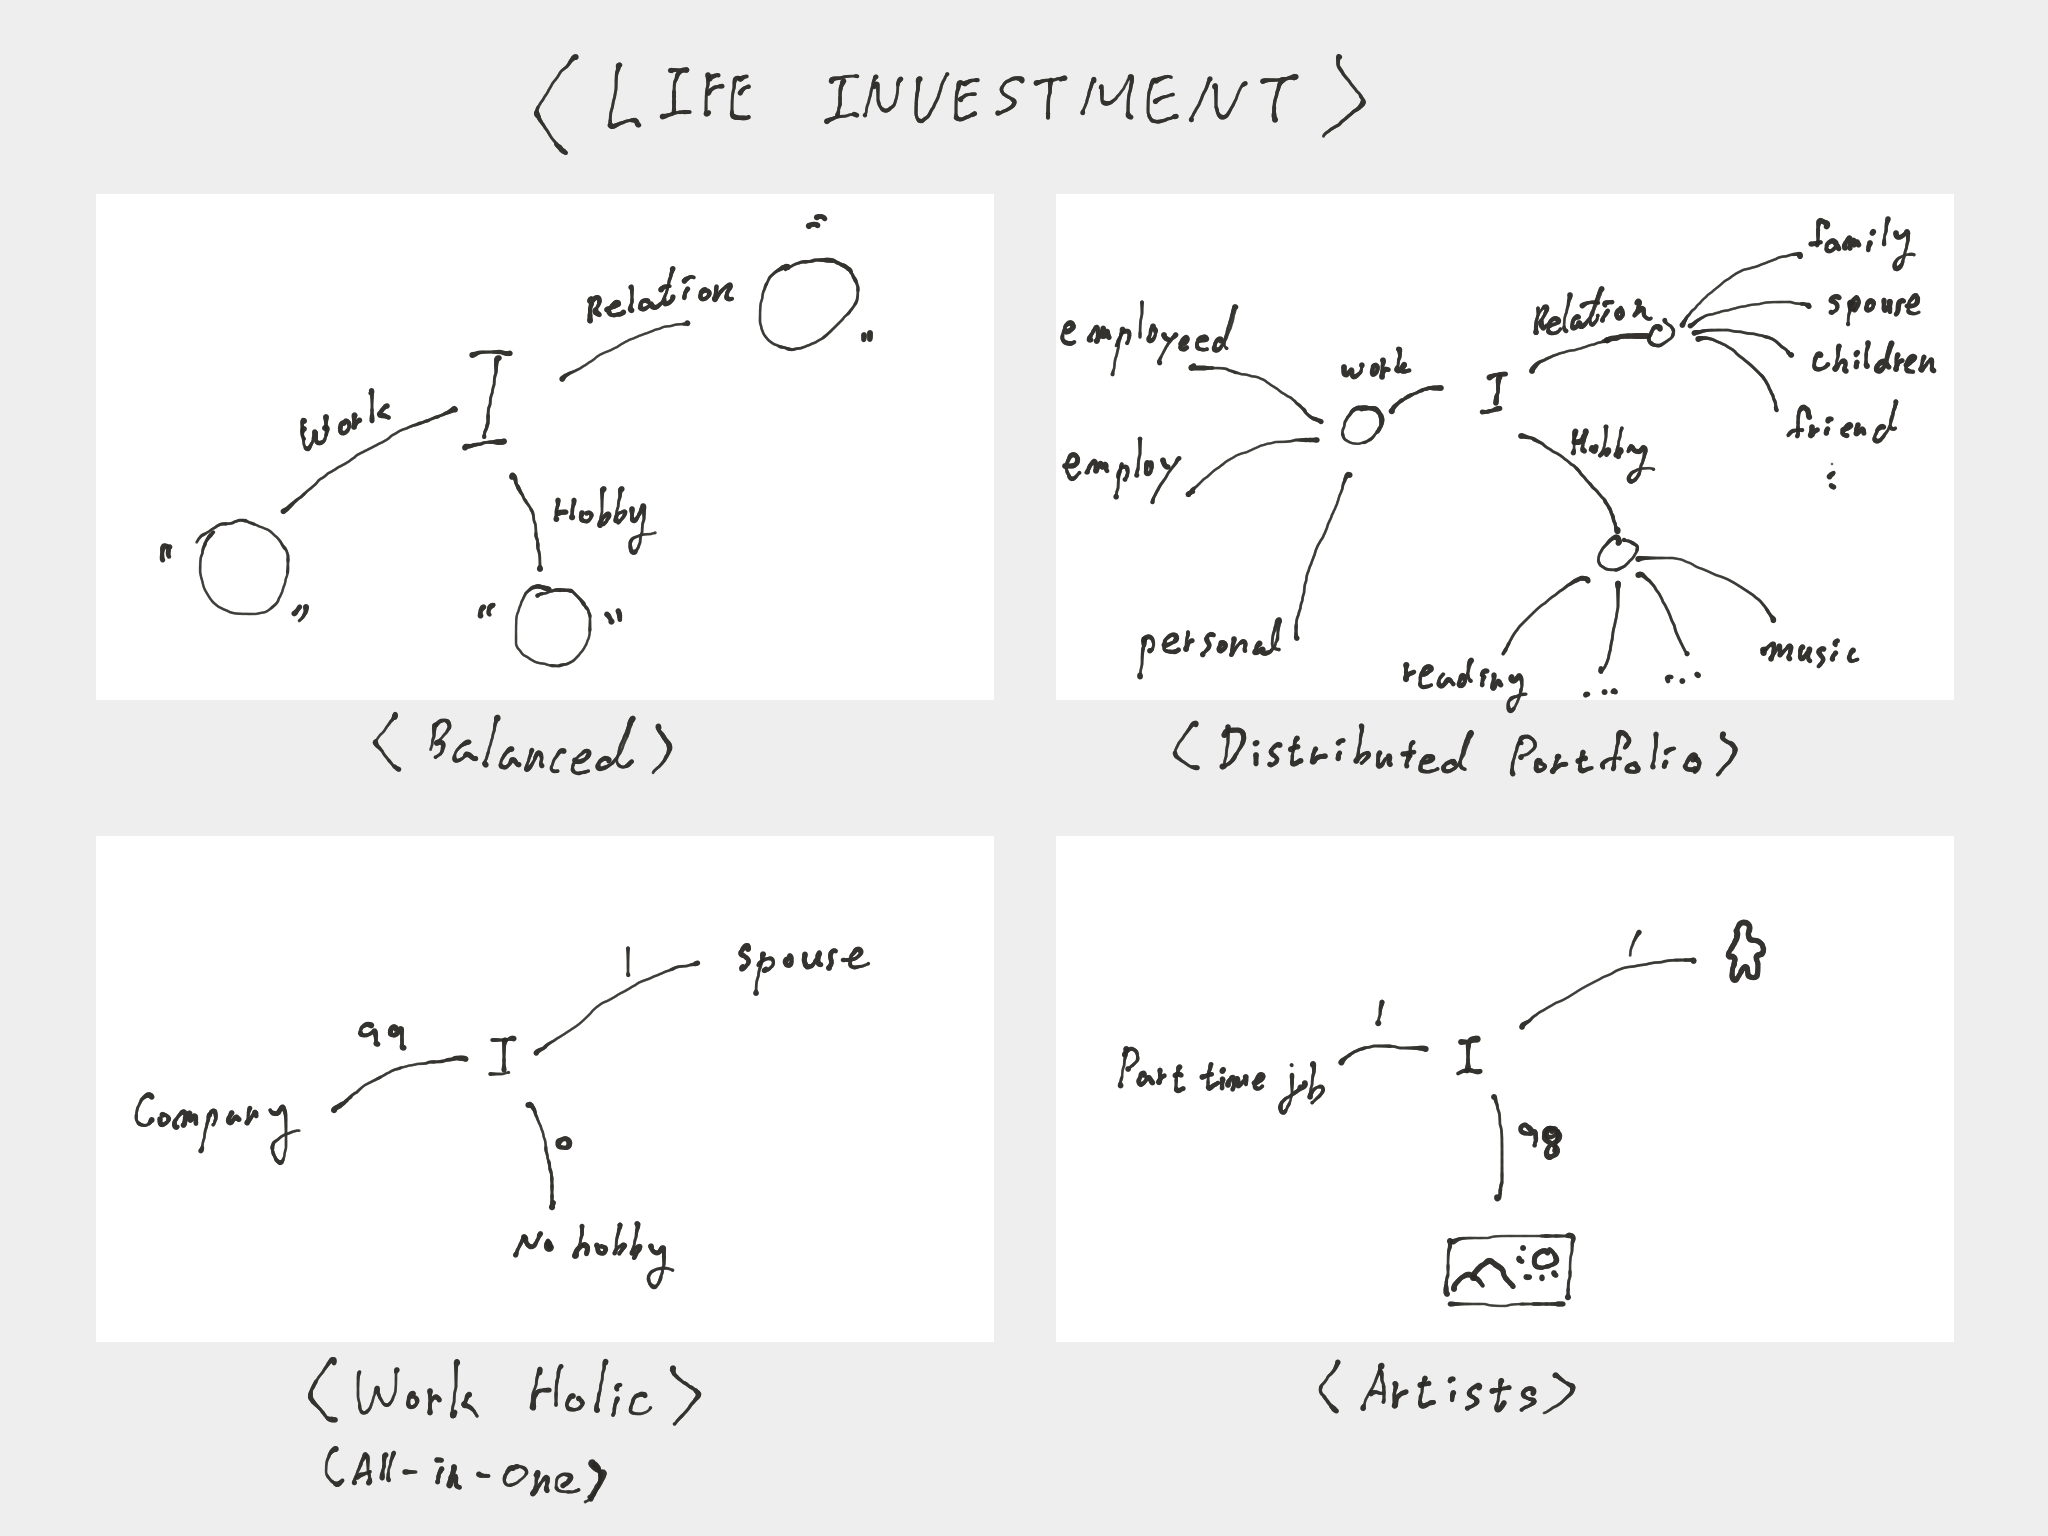 <LIFE INVESTMENT>
Relation
I
Work
Hobby
<Balanced>
family
spouse
children
friend
Relation
employeed
work
I
Hobby
employ
personal
reading
...
...
music
<Distributed Portfolio>
1
spouse
99
I
Company
0
No hobby
<Work Holic>
(All-in-one)
1
1
I
Part time job
98
<Artists>